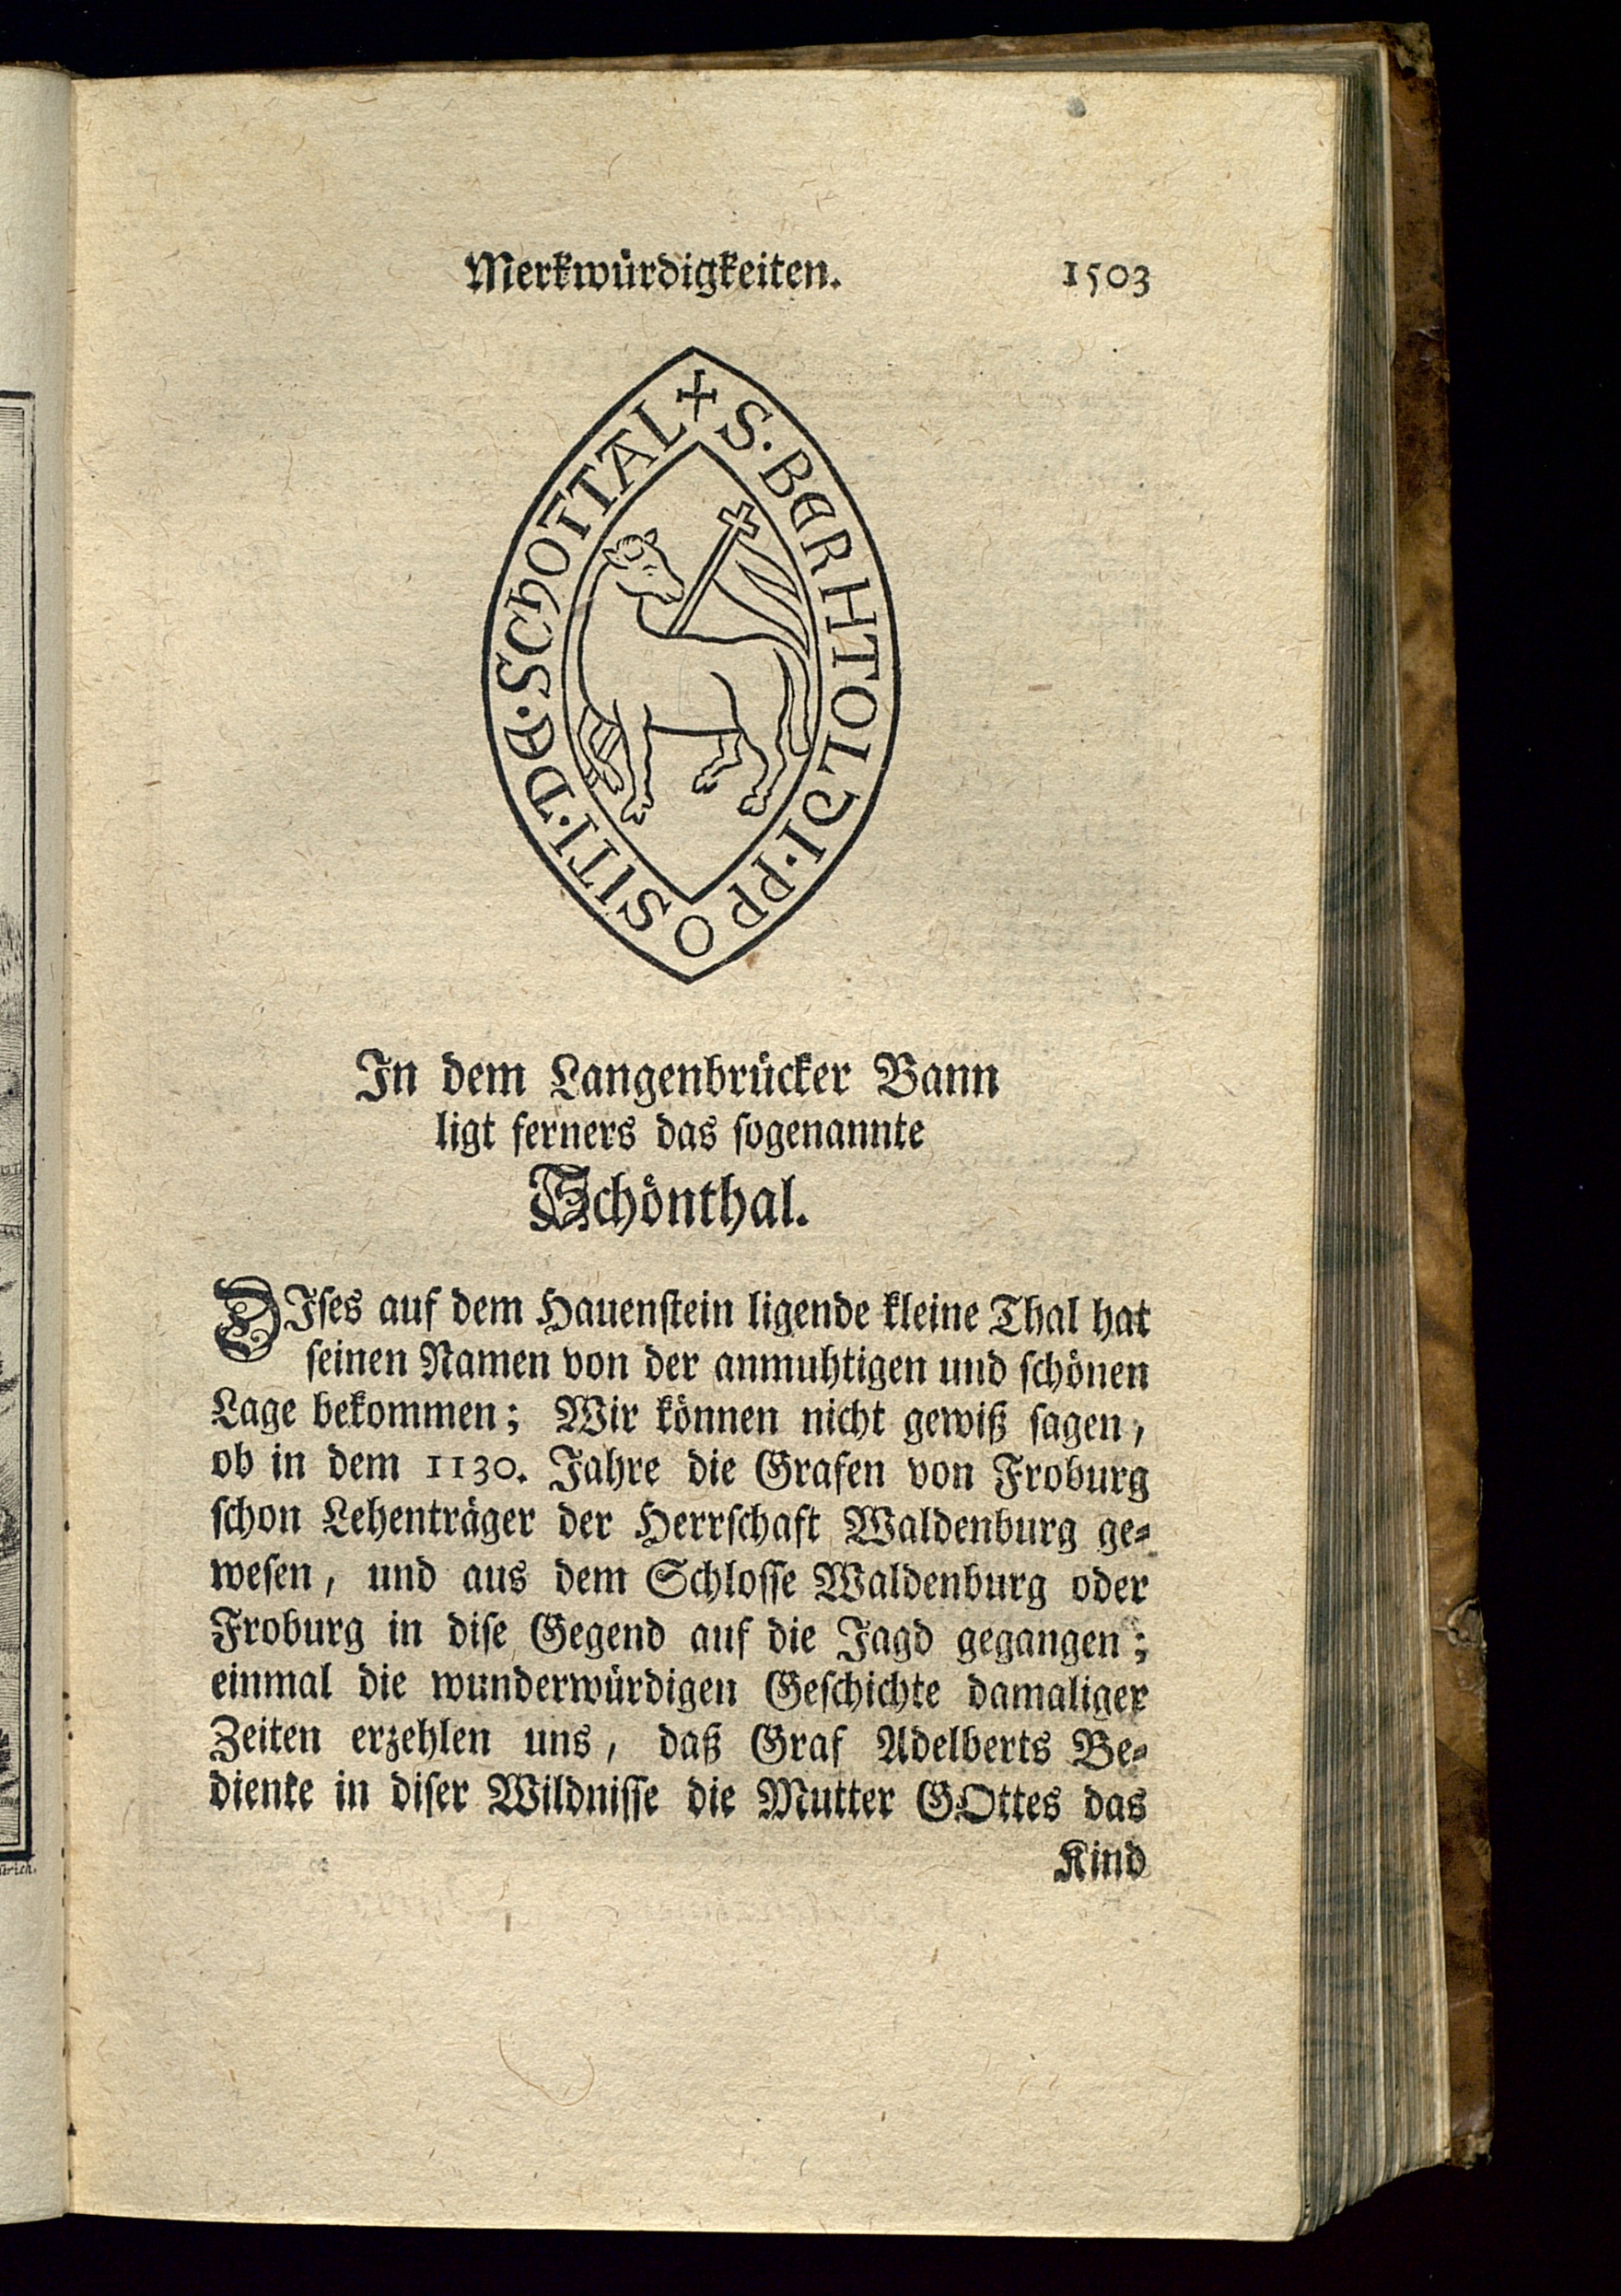 Merkwürdigkeiten. 1503
✠ S. BERHTOLDI. PPOSITI. DE. SCHOTTAL
In dem Langenbrücker Bann
ligt ferners das sogenannte
Schönthal.
DIses auf dem Hauenstein ligende kleine Thal hat
seinen Namen von der anmuhtigen und schönen
Lage bekommen; Wir können nicht gewiß sagen,
ob in dem 1130. Jahre die Grafen von Froburg
schon Lehenträger der Herrschaft Waldenburg ge-
wesen, und aus dem Schlosse Waldenburg oder
Froburg in dise Gegend auf die Jagd gegangen;
einmal die wunderwürdigen Geschichte damaliger
Zeiten erzehlen uns, daß Graf Adelberts Be-
diente in diser Wildnisse die Mutter GOttes das
Kind